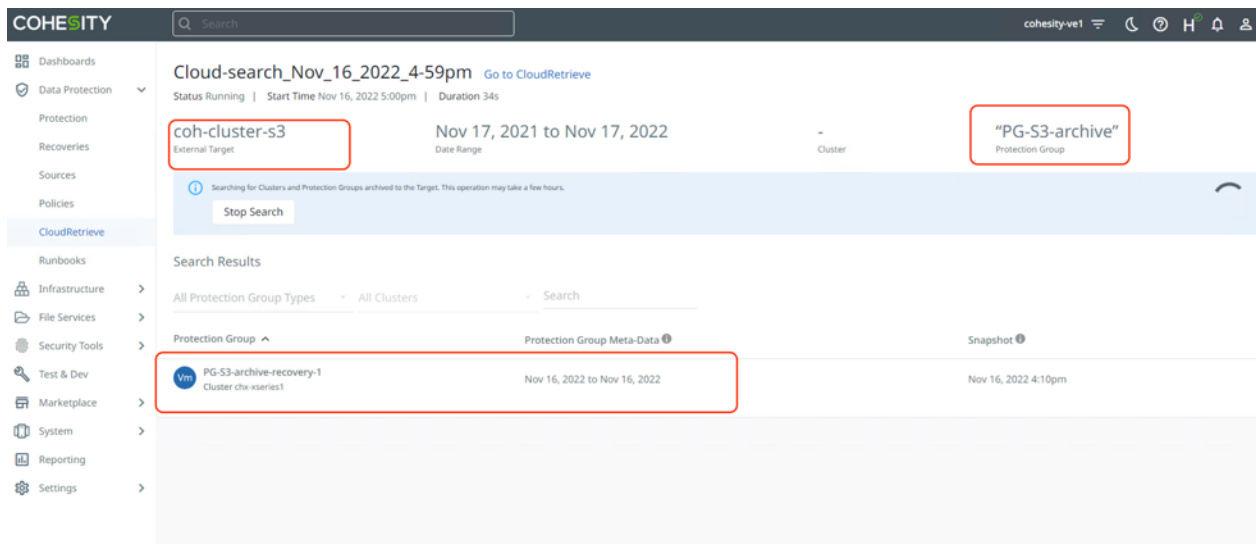 COHESITY
Search
cohesity-ve1
H
Dashboards
Data Protection
Protection
Recoveries
Sources
Policies
CloudRetrieve
Runbooks
Infrastructure
File Services
Security Tools
Test & Dev
Marketplace
System
Reporting
Settings
Cloud-search_Nov_16_2022_4-59pm Go to CloudRetrieve
Status Running | Start Time Nov 16, 2022 5:00pm | Duration 34s
coh-cluster-s3
External Target
Nov 17, 2021 to Nov 17, 2022
Date Range
-
Cluster
“PG-S3-archive”
Protection Group
Searching for Clusters and Protection Groups archived to the Target. This operation may take a few hours.
Stop Search
Search Results
All Protection Group Types All Clusters Search
Protection Group Protection Group Meta-Data Snapshot
Vm PG-S3-archive-recovery-1 Nov 16, 2022 to Nov 16, 2022 Nov 16, 2022 4:10pm
Cluster chx-xseries1